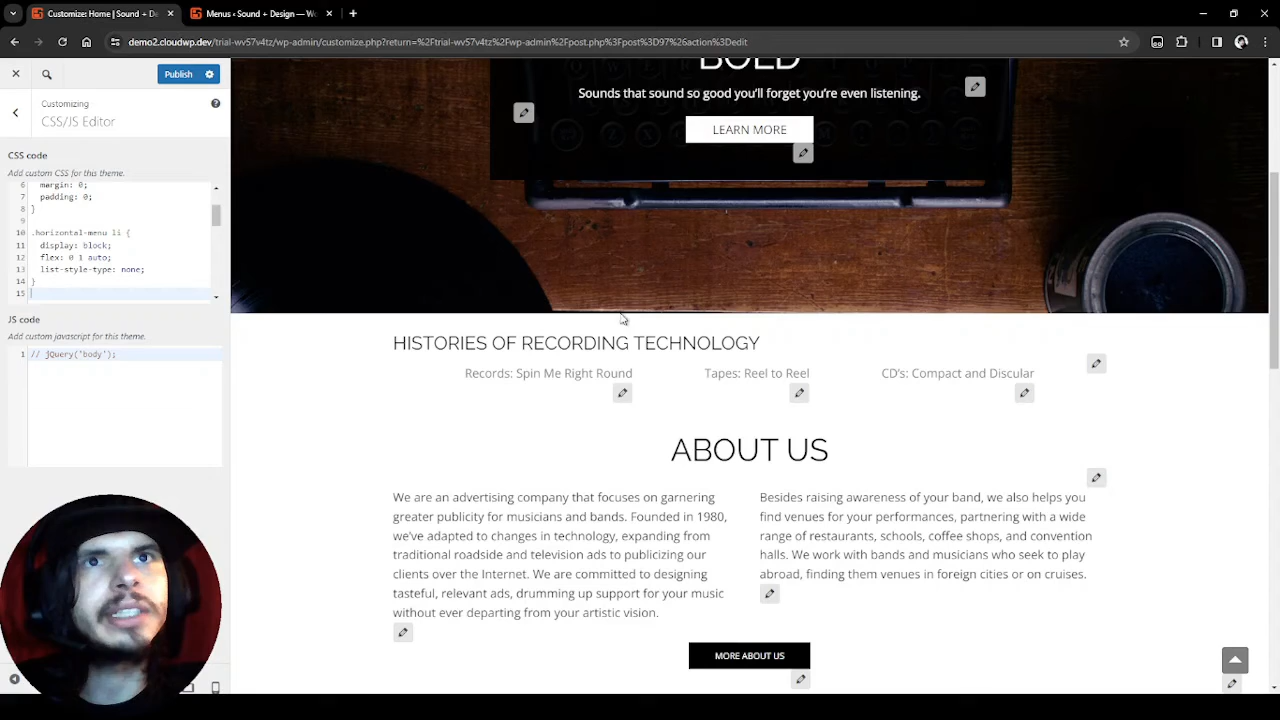 Customize: Home | Sound + De
Menus ‹ Sound + Design — Wo
demo2.cloudwp.dev/trial-wv57v4tz/wp-admin/customize.php?return=%2Ftrial-wv57v4tz%2Fwp-admin%2Fpost.php%3Fpost%3D97%26action%3Dedit
Publish
Customizing
CSS/JS Editor
CSS code
Add custom CSS for this theme.
6 margin: 0;
7 padding: 0;
8 }
9
10 .horizontal-menu li {
11 display: block;
12 flex: 0 1 auto;
13 list-style-type: none;
14 }
15
JS code
Add custom javascript for this theme.
1 // jQuery('body');
BOLD
Sounds that sound so good you'll forget you're even listening.
LEARN MORE
HISTORIES OF RECORDING TECHNOLOGY
Records: Spin Me Right Round
Tapes: Reel to Reel
CD's: Compact and Discular
ABOUT US
We are an advertising company that focuses on garnering
greater publicity for musicians and bands. Founded in 1980,
we've adapted to changes in technology, expanding from
traditional roadside and television ads to publicizing our
clients over the Internet. We are committed to designing
tasteful, relevant ads, drumming up support for your music
without ever departing from your artistic vision.
Besides raising awareness of your band, we also helps you
find venues for your performances, partnering with a wide
range of restaurants, schools, coffee shops, and convention
halls. We work with bands and musicians who seek to play
abroad, finding them venues in foreign cities or on cruises.
MORE ABOUT US